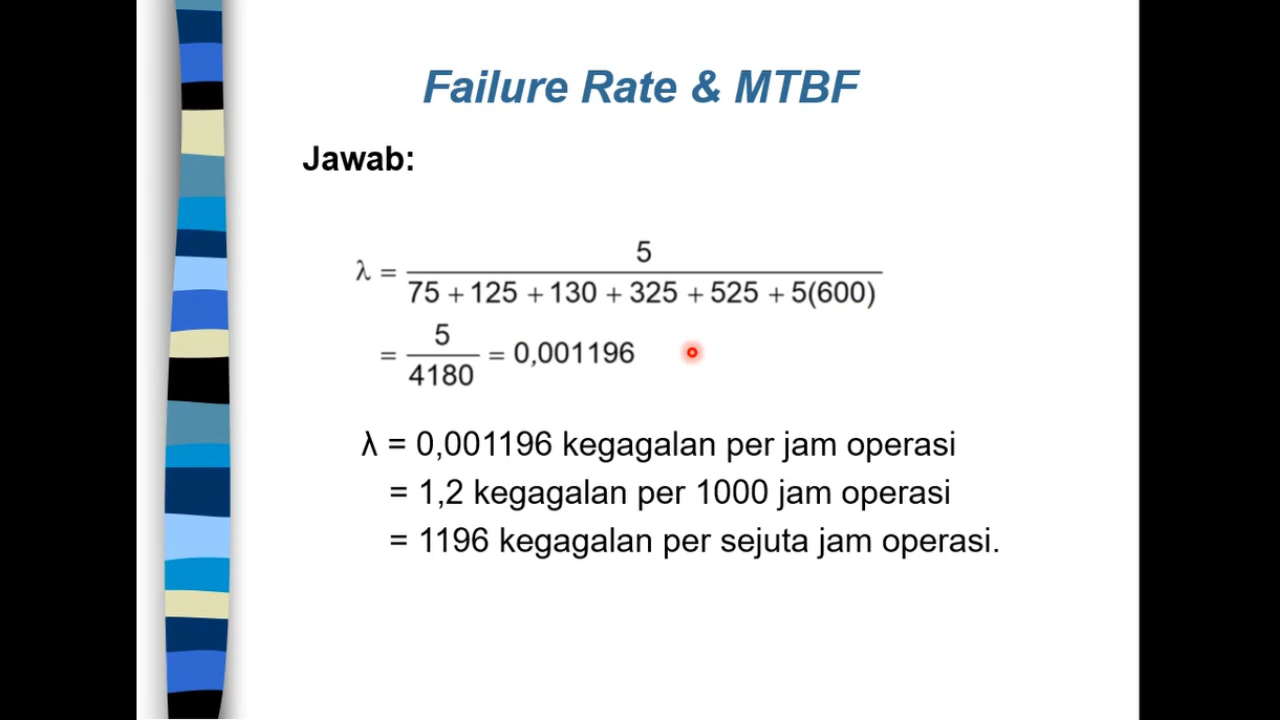 Failure Rate & MTBF
Jawab:
λ = 5 / (75 + 125 + 130 + 325 + 525 + 5(600))
= 5 / 4180 = 0,001196
λ = 0,001196 kegagalan per jam operasi
= 1,2 kegagalan per 1000 jam operasi
= 1196 kegagalan per sejuta jam operasi.